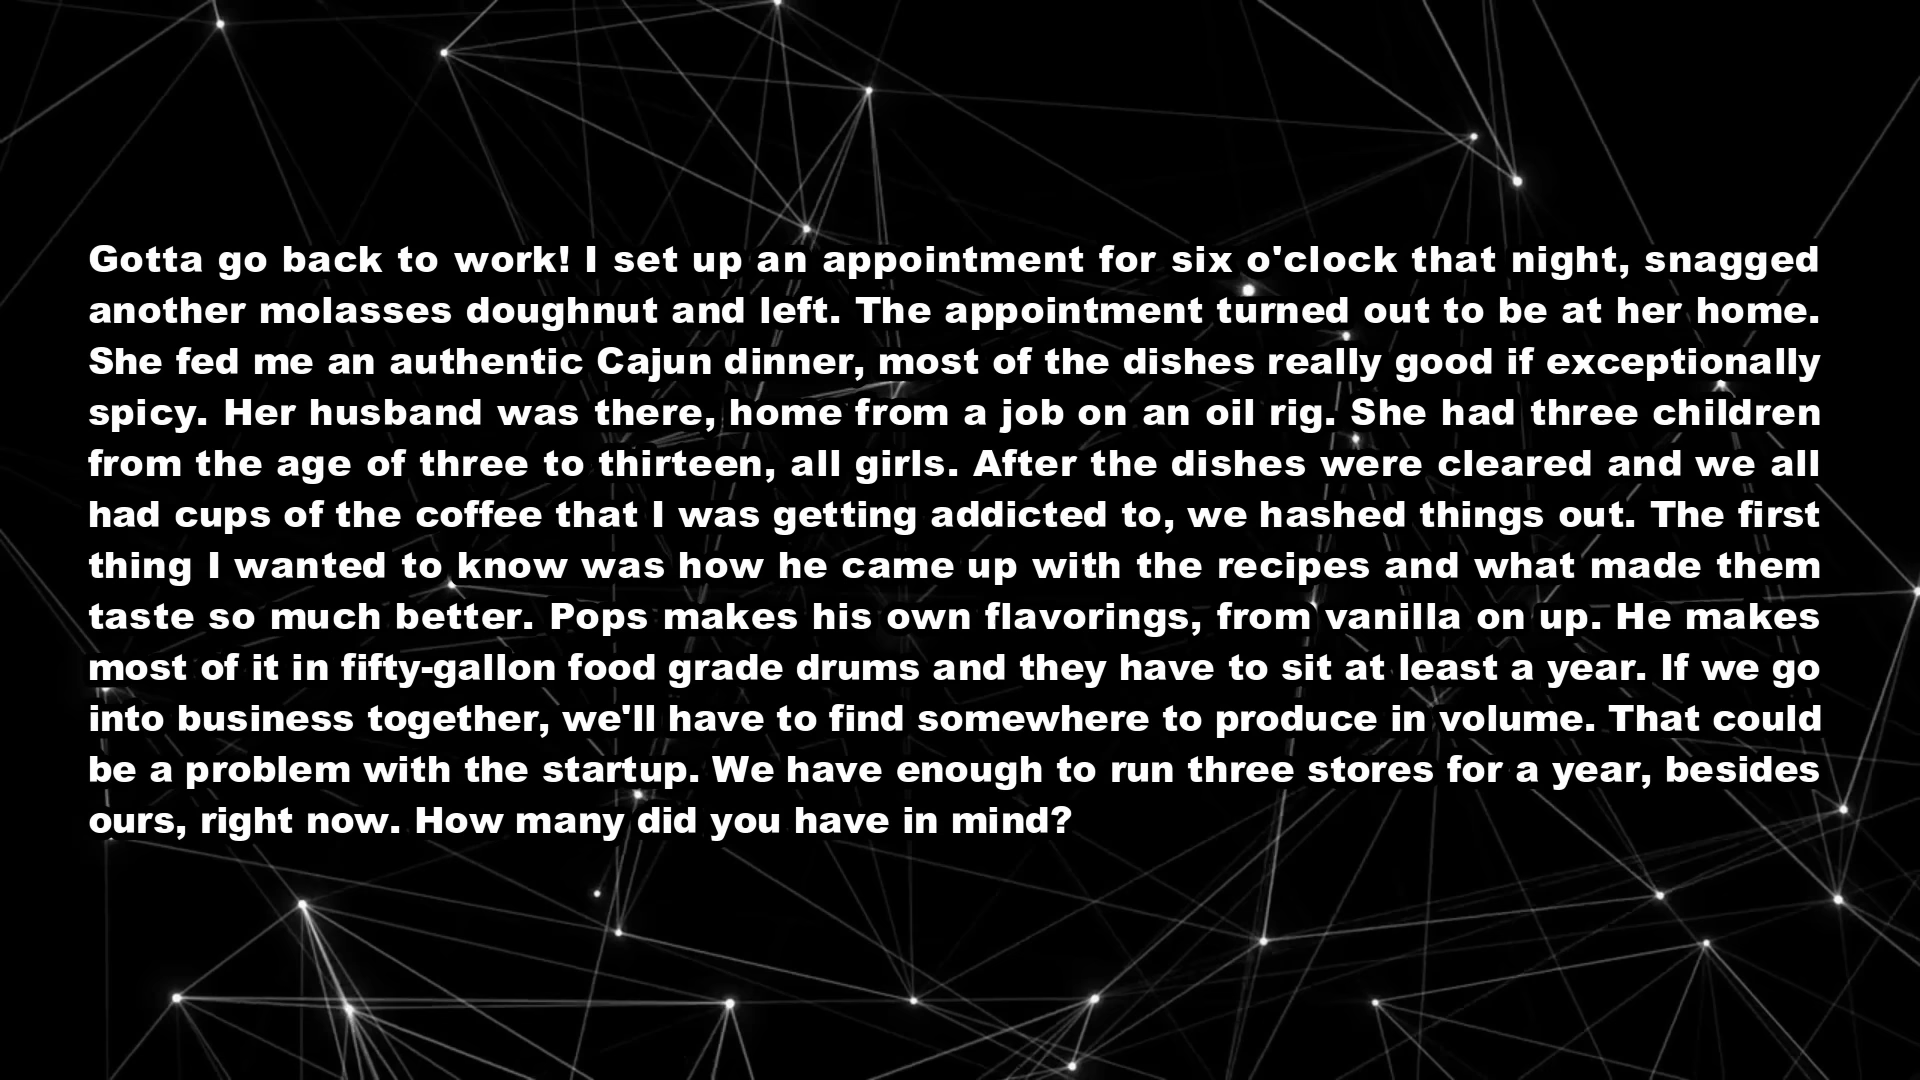 Gotta go back to work! I set up an appointment for six o'clock that night, snagged
another molasses doughnut and left. The appointment turned out to be at her home.
She fed me an authentic Cajun dinner, most of the dishes really good if exceptionally
spicy. Her husband was there, home from a job on an oil rig. She had three children
from the age of three to thirteen, all girls. After the dishes were cleared and we all
had cups of the coffee that I was getting addicted to, we hashed things out. The first
thing I wanted to know was how he came up with the recipes and what made them
taste so much better. Pops makes his own flavorings, from vanilla on up. He makes
most of it in fifty-gallon food grade drums and they have to sit at least a year. If we go
into business together, we'll have to find somewhere to produce in volume. That could
be a problem with the startup. We have enough to run three stores for a year, besides
ours, right now. How many did you have in mind?